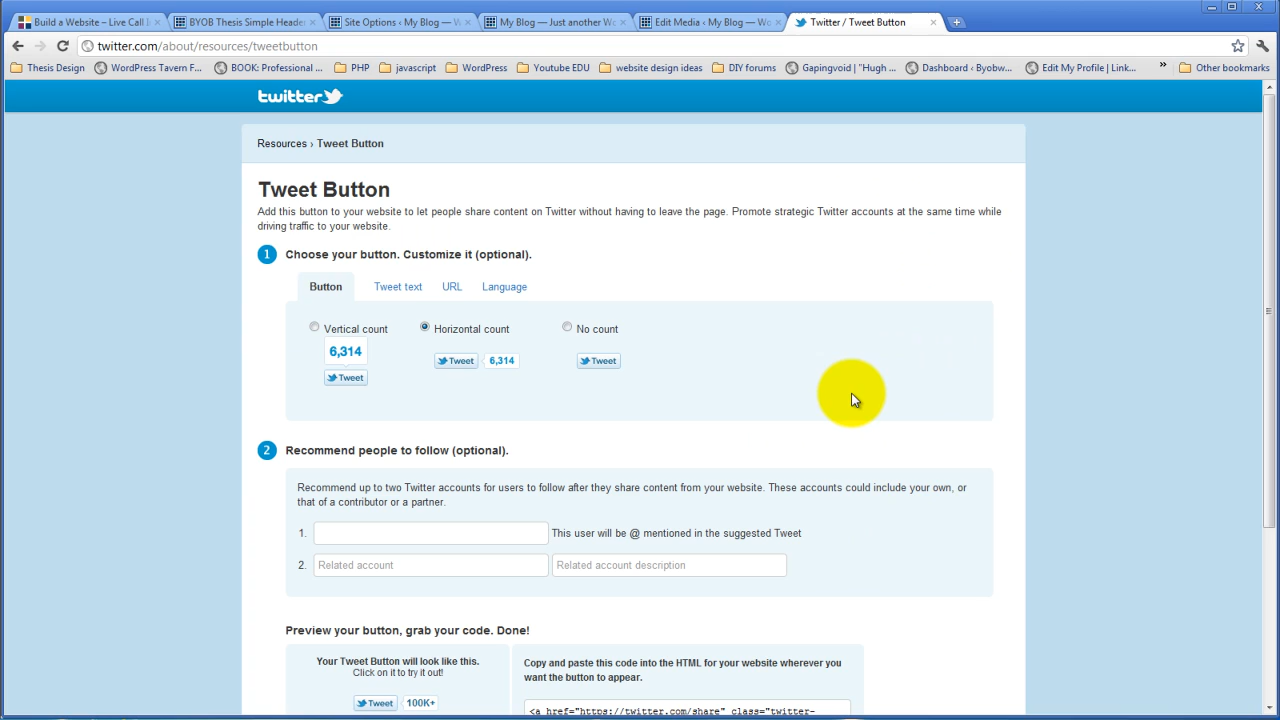 Build a Website – Live Call I
BYOB Thesis Simple Header
Site Options ‹ My Blog — W
My Blog — Just another Wo
Edit Media ‹ My Blog — Wo
Twitter / Tweet Button
twitter.com/about/resources/tweetbutton
Thesis Design
WordPress Tavern F...
BOOK: Professional ...
PHP
javascript
WordPress
Youtube EDU
website design ideas
DIY forums
Gapingvoid | "Hugh ...
Dashboard ‹ Byobw...
Edit My Profile | Link...
»
Other bookmarks
twitter
Resources › Tweet Button
Tweet Button
Add this button to your website to let people share content on Twitter without having to leave the page. Promote strategic Twitter accounts at the same time while
driving traffic to your website.
1 Choose your button. Customize it (optional).
Button Tweet text URL Language
Vertical count Horizontal count No count
6,314
Tweet 6,314 Tweet
Tweet
2 Recommend people to follow (optional).
Recommend up to two Twitter accounts for users to follow after they share content from your website. These accounts could include your own, or
that of a contributor or a partner.
1. This user will be @ mentioned in the suggested Tweet
2. Related account Related account description
Preview your button, grab your code. Done!
Your Tweet Button will look like this.
Click on it to try it out!
Tweet 100K+
Copy and paste this code into the HTML for your website wherever you
want the button to appear.
<a href="https://twitter.com/share" class="twitter-